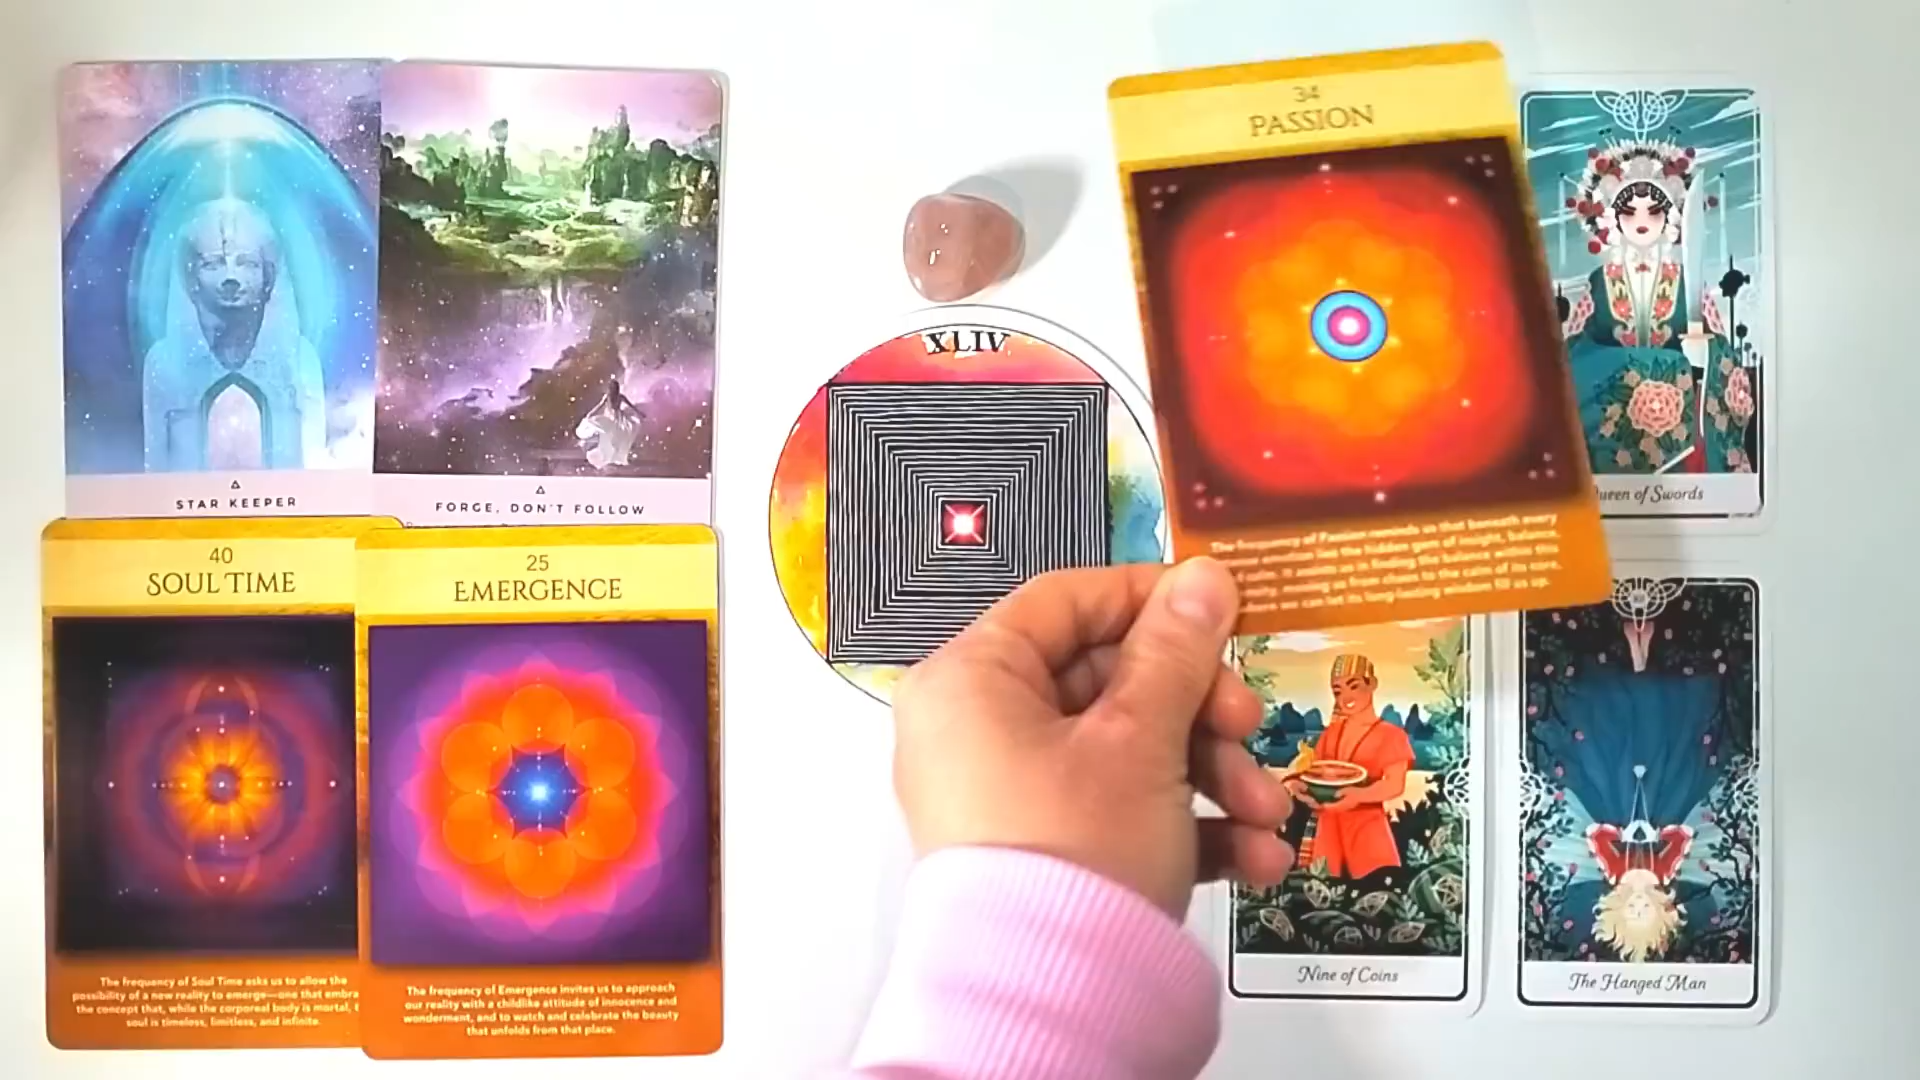 STAR KEEPER
FORGE, DON'T FOLLOW
40
SOUL TIME
The frequency of Soul Time asks us to allow the
possibility of a new reality to emerge—one that embra
the concept that, while the corporeal body is mortal, t
soul is timeless, limitless, and infinite.
25
EMERGENCE
The frequency of Emergence invites us to approach
our reality with a childlike attitude of innocence and
wonderment, and to watch and celebrate the beauty
that unfolds from that place.
XLIV
34
PASSION
The frequency of Passion reminds us that beneath every
emotion lies the hidden gem of insight, balance,
calm. It assists us in finding the balance within this
moving us from chaos to the calm of its core,
where we can let its long-lasting wisdom fill us up.
ueen of Swords
Nine of Coins
The Hanged Man